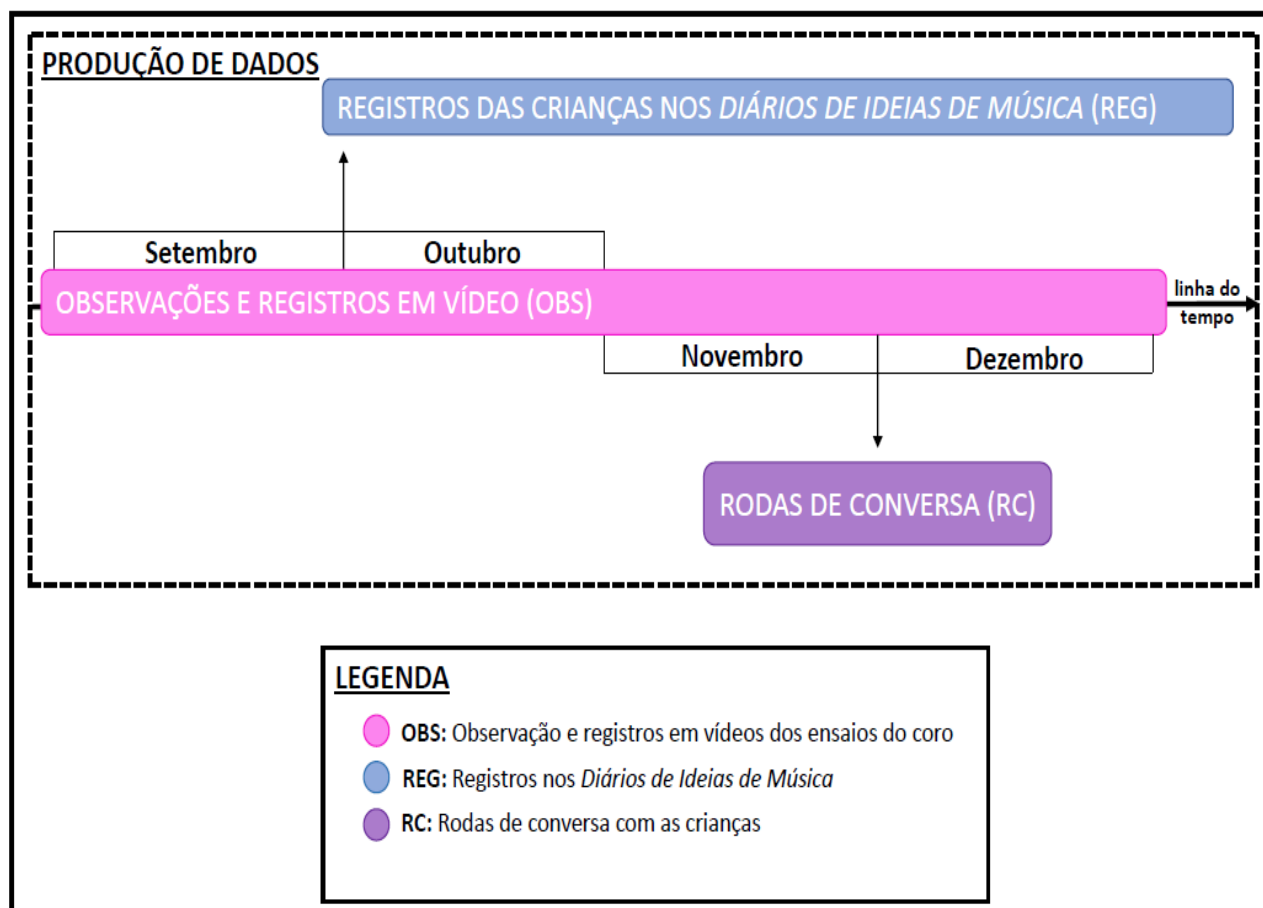 PRODUÇÃO DE DADOS
REGISTROS DAS CRIANÇAS NOS DIÁRIOS DE IDEIAS DE MÚSICA (REG)
Setembro
Outubro
OBSERVAÇÕES E REGISTROS EM VÍDEO (OBS)
linha do
tempo
Novembro
Dezembro
RODAS DE CONVERSA (RC)
LEGENDA
OBS: Observação e registros em vídeos dos ensaios do coro
REG: Registros nos Diários de Ideias de Música
RC: Rodas de conversa com as crianças